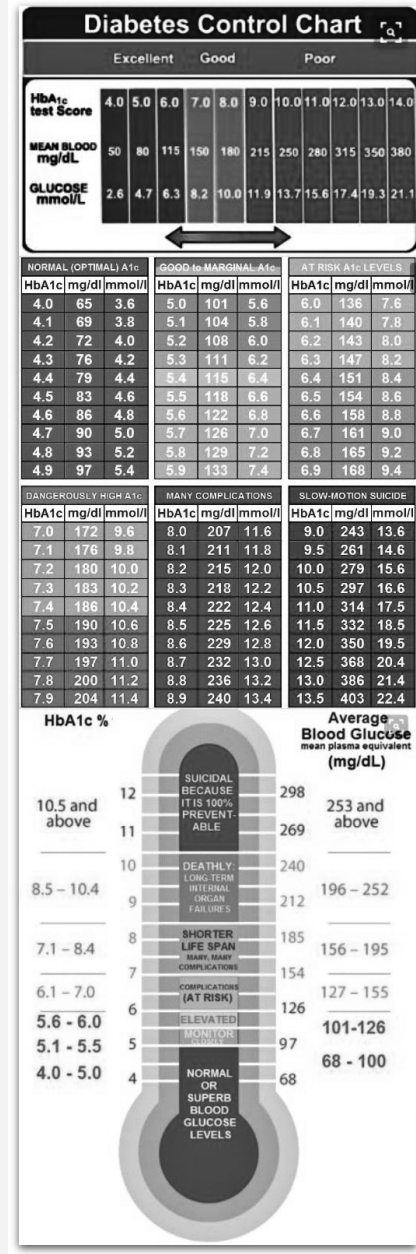 Diabetes Control Chart
Excellent Good Poor
HbA1c test Score 4.0 5.0 6.0 7.0 8.0 9.0 10.0 11.0 12.0 13.0 14.0
MEAN BLOOD mg/dL 50 80 115 150 180 215 250 280 315 350 380
GLUCOSE mmol/L 2.6 4.7 6.3 8.2 10.0 11.9 13.7 15.6 17.4 19.3 21.1
NORMAL (OPTIMAL) A1c GOOD to MARGINAL A1c AT RISK A1c LEVELS
HbA1c mg/dl mmol/l HbA1c mg/dl mmol/l HbA1c mg/dl mmol/l
4.0 65 3.6 5.0 101 5.6 6.0 136 7.6
4.1 69 3.8 5.1 104 5.8 6.1 140 7.8
4.2 72 4.0 5.2 108 6.0 6.2 143 8.0
4.3 76 4.2 5.3 111 6.2 6.3 147 8.2
4.4 79 4.4 5.4 115 6.4 6.4 151 8.4
4.5 83 4.6 5.5 118 6.6 6.5 154 8.6
4.6 86 4.8 5.6 122 6.8 6.6 158 8.8
4.7 90 5.0 5.7 126 7.0 6.7 161 9.0
4.8 93 5.2 5.8 129 7.2 6.8 165 9.2
4.9 97 5.4 5.9 133 7.4 6.9 168 9.4
DANGEROUSLY HIGH A1c MANY COMPLICATIONS SLOW-MOTION SUICIDE
HbA1c mg/dl mmol/l HbA1c mg/dl mmol/l HbA1c mg/dl mmol/l
7.0 172 9.6 8.0 207 11.6 9.0 243 13.6
7.1 176 9.8 8.1 211 11.8 9.5 261 14.6
7.2 180 10.0 8.2 215 12.0 10.0 279 15.6
7.3 183 10.2 8.3 218 12.2 10.5 297 16.6
7.4 186 10.4 8.4 222 12.4 11.0 314 17.5
7.5 190 10.6 8.5 225 12.6 11.5 332 18.5
7.6 193 10.8 8.6 229 12.8 12.0 350 19.5
7.7 197 11.0 8.7 232 13.0 12.5 368 20.4
7.8 200 11.2 8.8 236 13.2 13.0 386 21.4
7.9 204 11.4 8.9 240 13.4 13.5 403 22.4
HbA1c %
Average
Blood Glucose
mean plasma equivalent
(mg/dL)
SUICIDAL
BECAUSE
IT IS 100%
PREVENT-
ABLE
12 298
10.5 and
above
253 and
above
11 269
10 240
DEATHLY:
LONG-TERM
INTERNAL
ORGAN
FAILURES
8.5 – 10.4 196 – 252
9 212
8 185
SHORTER
LIFE SPAN
MANY, MANY
COMPLICATIONS
7.1 – 8.4 156 – 195
7 154
6.1 – 7.0 127 – 155
COMPLICATIONS
(AT RISK)
6 126
5.6 - 6.0 ELEVATED 101-126
5.1 - 5.5 MONITOR
CLOSELY
5 97
4.0 - 5.0 68 - 100
4 68
NORMAL
OR
SUPERB
BLOOD
GLUCOSE
LEVELS